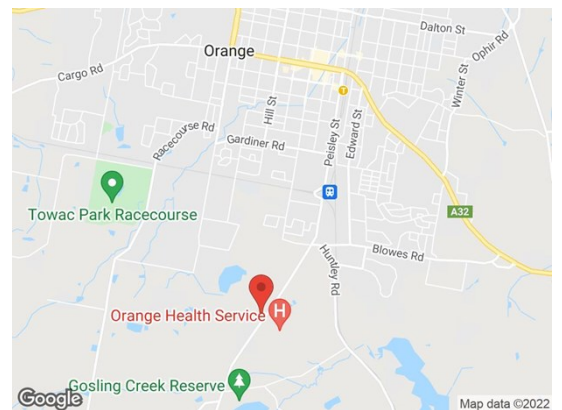 Dalton St
Ophir Rd
Orange
Cargo Rd
Winter St
Hill St
Racecourse Rd
Gardiner Rd
Peisley St
Edward St
T
Towac Park Racecourse
A32
Blowes Rd
Huntley Rd
Orange Health Service
H
Gosling Creek Reserve
Google
Map data ©2022